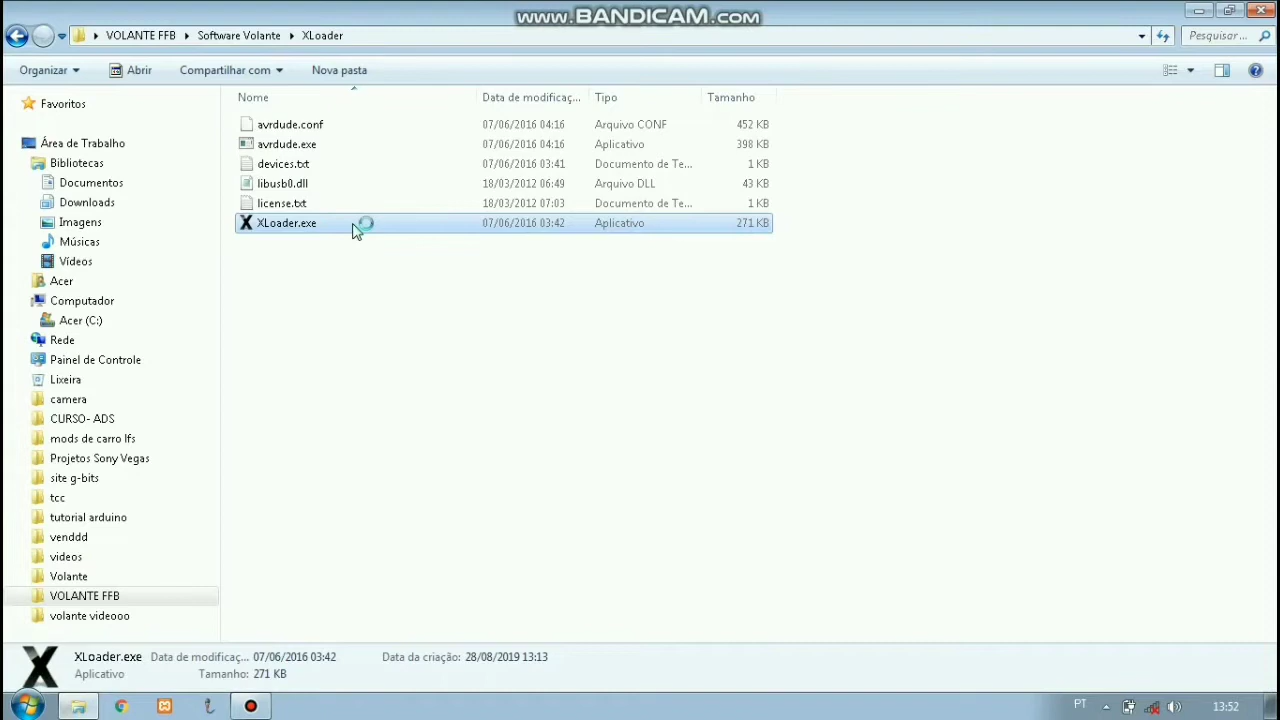 www.BANDICAM.com
VOLANTE FFB Software Volante XLoader Pesquisar...
Organizar Abrir Compartilhar com Nova pasta
Nome Data de modificaç... Tipo Tamanho
avrdude.conf 07/06/2016 04:16 Arquivo CONF 452 KB
avrdude.exe 07/06/2016 04:16 Aplicativo 398 KB
devices.txt 07/06/2016 03:41 Documento de Te... 1 KB
libusb0.dll 18/03/2012 06:49 Arquivo DLL 43 KB
license.txt 18/03/2012 07:03 Documento de Te... 1 KB
XLoader.exe 07/06/2016 03:42 Aplicativo 271 KB
Favoritos
Área de Trabalho
Bibliotecas
Documentos
Downloads
Imagens
Músicas
Vídeos
Acer
Computador
Acer (C:)
Rede
Painel de Controle
Lixeira
camera
CURSO- ADS
mods de carro lfs
Projetos Sony Vegas
site g-bits
tcc
tutorial arduino
venddd
videos
Volante
VOLANTE FFB
volante videooo
XLoader.exe Data de modificaç... 07/06/2016 03:42 Data da criação: 28/08/2019 13:13
Aplicativo Tamanho: 271 KB
PT 13:52